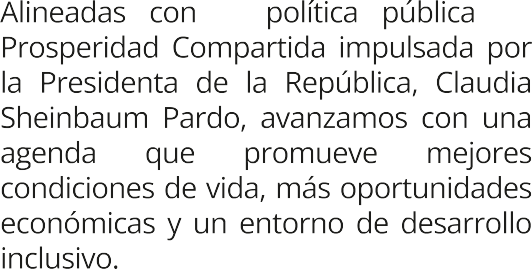 Alineadas con política pública
Prosperidad Compartida impulsada por
la Presidenta de la República, Claudia
Sheinbaum Pardo, avanzamos con una
agenda que promueve mejores
condiciones de vida, más oportunidades
económicas y un entorno de desarrollo
inclusivo.